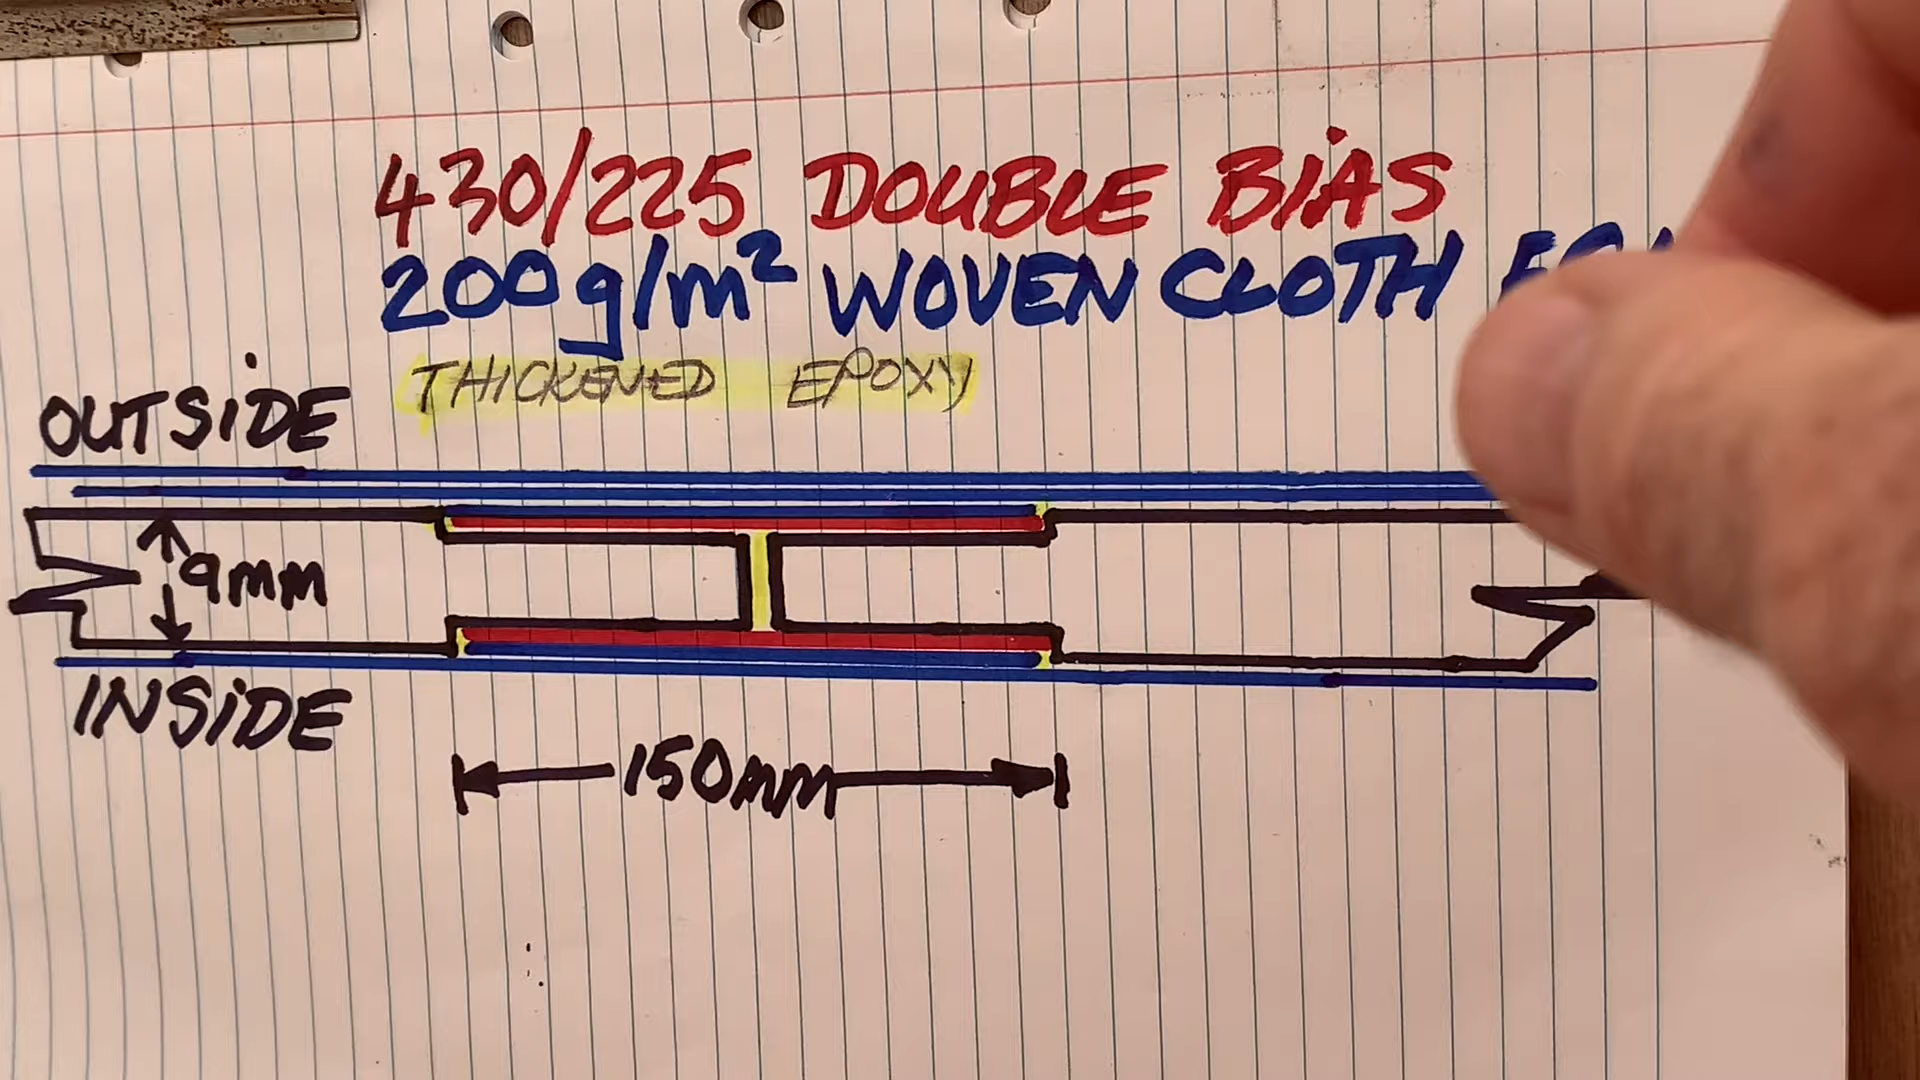 430/225 DOUBLE BIAS
200g/m² WOVEN CLOTH
THICKENED EPOXY
OUTSiDE
9mm
INSiDE
150mm